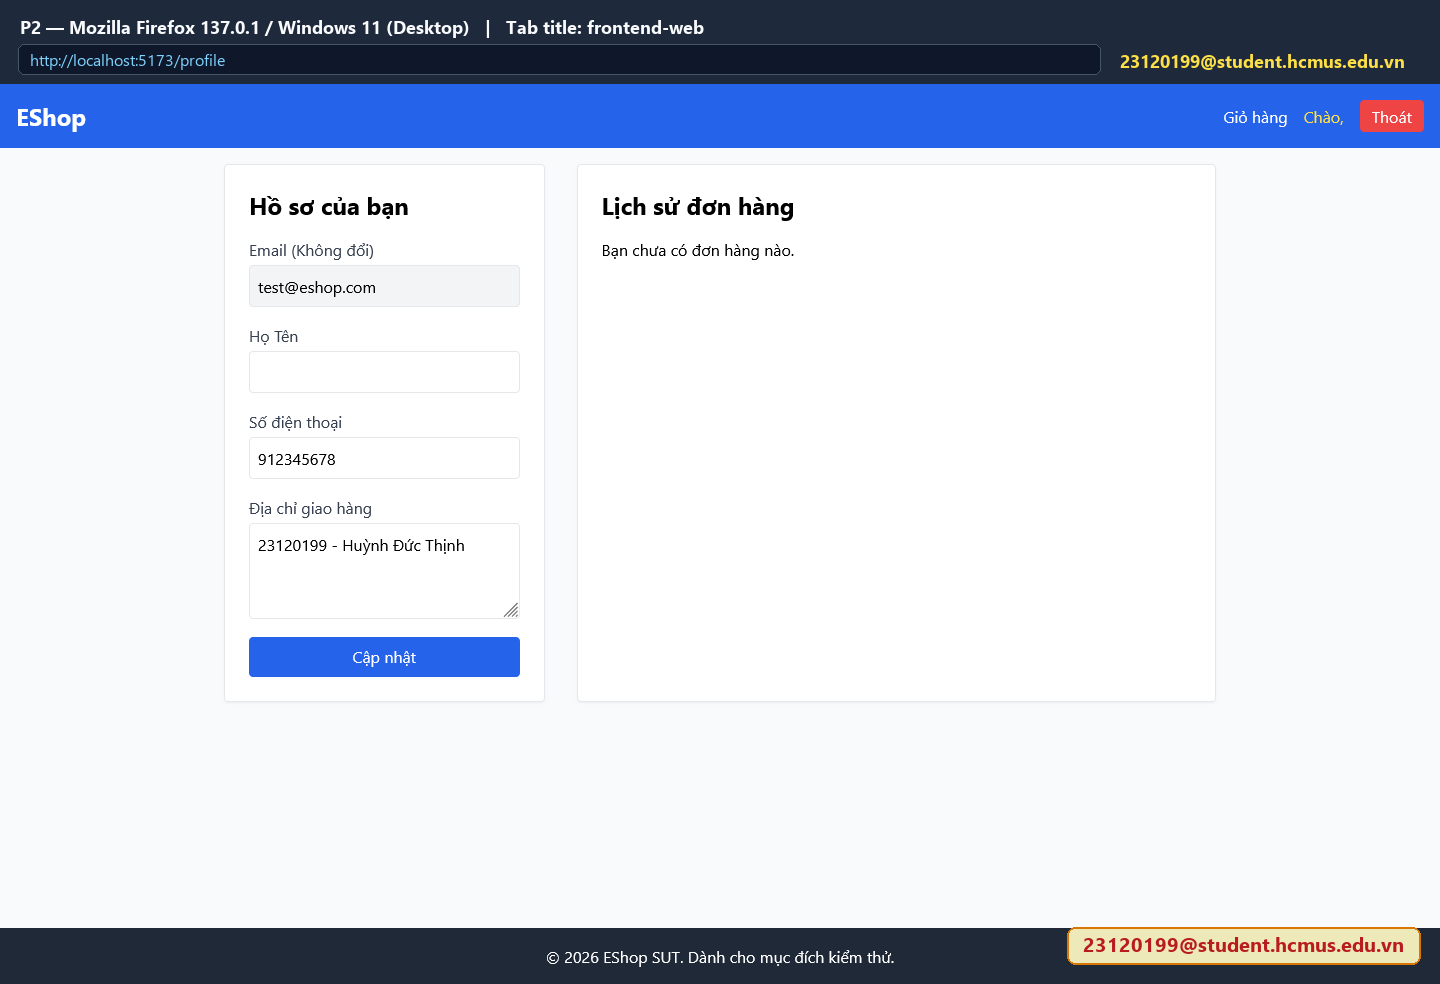 P2 — Mozilla Firefox 137.0.1 / Windows 11 (Desktop) | Tab title: frontend-web
http://localhost:5173/profile
23120199@student.hcmus.edu.vn
EShop
Giỏ hàng
Chào,
Thoát
Hồ sơ của bạn
Email (Không đổi)
test@eshop.com
Họ Tên
Số điện thoại
912345678
Địa chỉ giao hàng
23120199 - Huỳnh Đức Thịnh
Cập nhật
Lịch sử đơn hàng
Bạn chưa có đơn hàng nào.
© 2026 EShop SUT. Dành cho mục đích kiểm thử.
23120199@student.hcmus.edu.vn